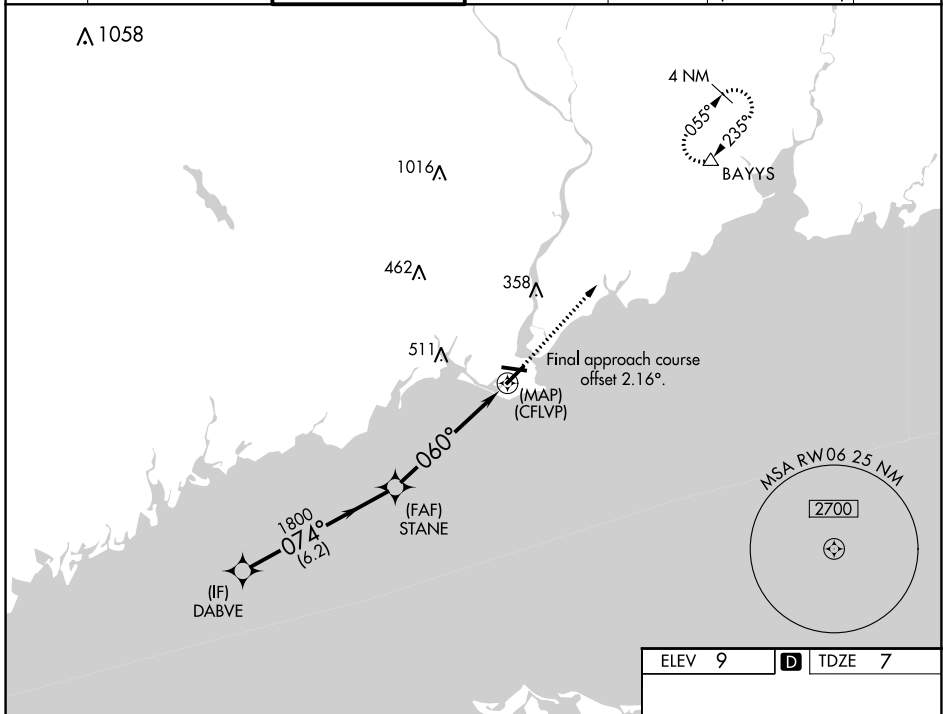 1058
4 NM
055°
235°
BAYYS
1016
462
358
511
Final approach course
offset 2.16°.
(MAP)
(CFLVP)
060°
(FAF)
STANE
1800
074°
(6.2)
(IF)
DABVE
MSA RW06 25 NM
2700
ELEV 9 D TDZE 7